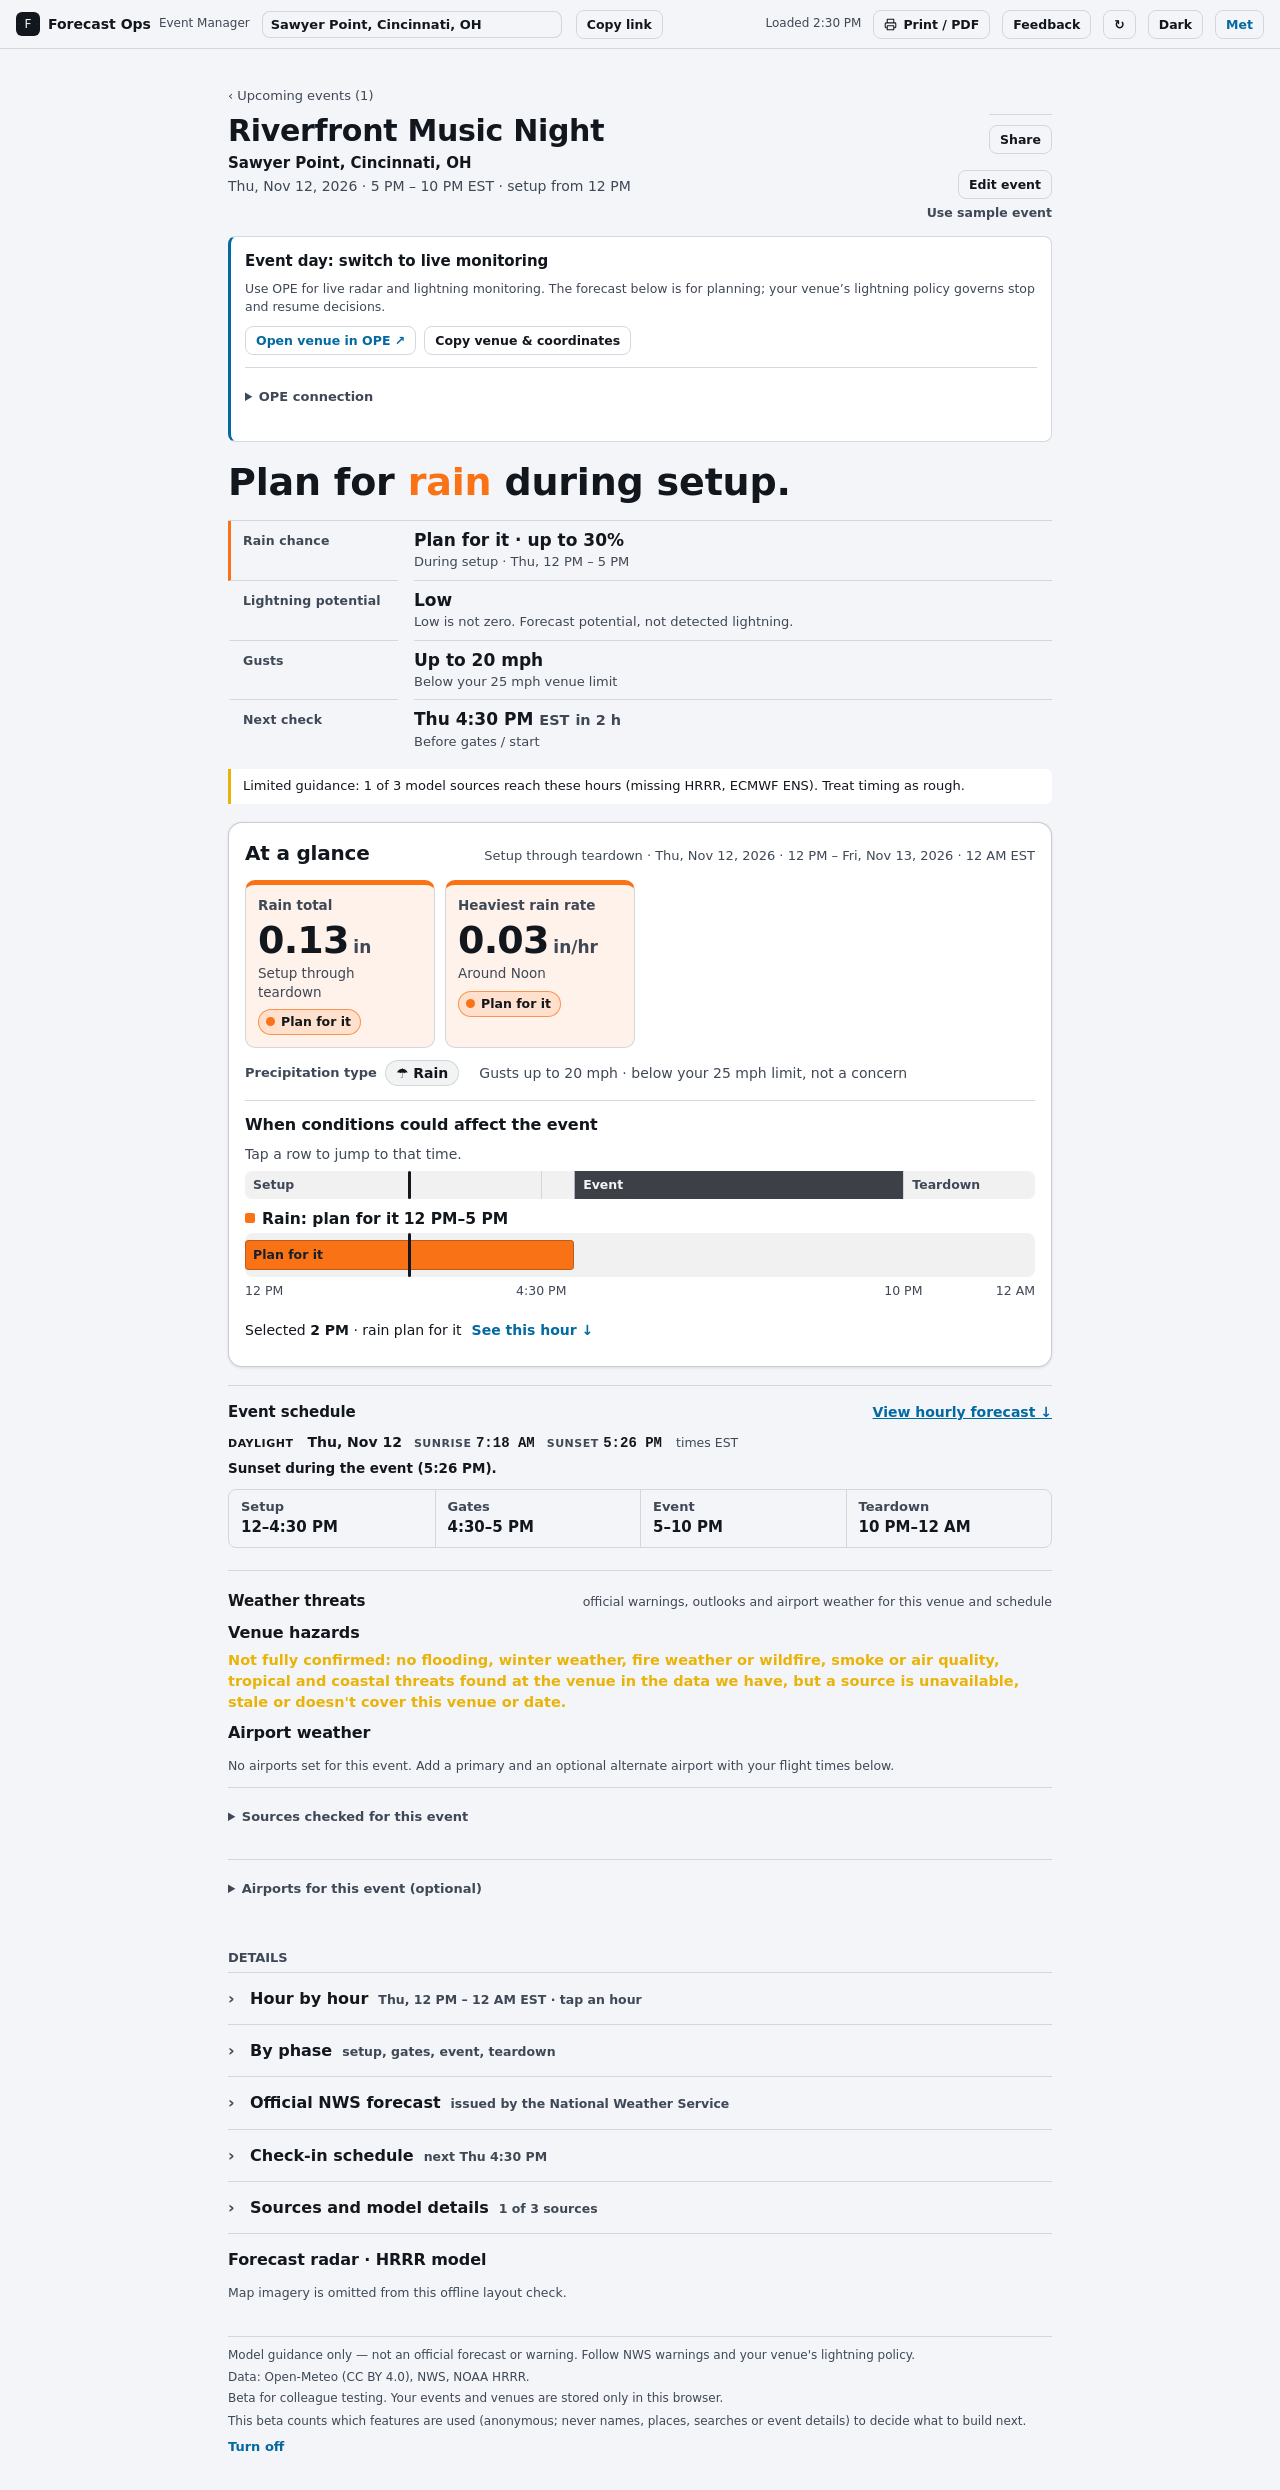 F Forecast Ops Event Manager Sawyer Point, Cincinnati, OH Copy link Loaded 2:30 PM Print / PDF Feedback ↻ Dark Met
‹ Upcoming events (1)
Riverfront Music Night
Share
Sawyer Point, Cincinnati, OH
Thu, Nov 12, 2026 · 5 PM – 10 PM EST · setup from 12 PM
Edit event
Use sample event
Event day: switch to live monitoring
Use OPE for live radar and lightning monitoring. The forecast below is for planning; your venue’s lightning policy governs stop
and resume decisions.
Open venue in OPE ↗ Copy venue & coordinates
▶ OPE connection
Plan for rain during setup.
Rain chance Plan for it · up to 30%
During setup · Thu, 12 PM – 5 PM
Lightning potential Low
Low is not zero. Forecast potential, not detected lightning.
Gusts Up to 20 mph
Below your 25 mph venue limit
Next check Thu 4:30 PM EST in 2 h
Before gates / start
Limited guidance: 1 of 3 model sources reach these hours (missing HRRR, ECMWF ENS). Treat timing as rough.
At a glance Setup through teardown · Thu, Nov 12, 2026 · 12 PM – Fri, Nov 13, 2026 · 12 AM EST
Rain total
0.13 in
Setup through
teardown
Plan for it
Heaviest rain rate
0.03 in/hr
Around Noon
Plan for it
Precipitation type ☂ Rain Gusts up to 20 mph · below your 25 mph limit, not a concern
When conditions could affect the event
Tap a row to jump to that time.
Setup Event Teardown
Rain: plan for it 12 PM–5 PM
Plan for it
12 PM 4:30 PM 10 PM 12 AM
Selected 2 PM · rain plan for it See this hour ↓
Event schedule View hourly forecast ↓
DAYLIGHT Thu, Nov 12 SUNRISE 7:18 AM SUNSET 5:26 PM times EST
Sunset during the event (5:26 PM).
Setup Gates Event Teardown
12–4:30 PM 4:30–5 PM 5–10 PM 10 PM–12 AM
Weather threats official warnings, outlooks and airport weather for this venue and schedule
Venue hazards
Not fully confirmed: no flooding, winter weather, fire weather or wildfire, smoke or air quality,
tropical and coastal threats found at the venue in the data we have, but a source is unavailable,
stale or doesn't cover this venue or date.
Airport weather
No airports set for this event. Add a primary and an optional alternate airport with your flight times below.
▶ Sources checked for this event
▶ Airports for this event (optional)
DETAILS
› Hour by hour Thu, 12 PM – 12 AM EST · tap an hour
› By phase setup, gates, event, teardown
› Official NWS forecast issued by the National Weather Service
› Check-in schedule next Thu 4:30 PM
› Sources and model details 1 of 3 sources
Forecast radar · HRRR model
Map imagery is omitted from this offline layout check.
Model guidance only — not an official forecast or warning. Follow NWS warnings and your venue's lightning policy.
Data: Open-Meteo (CC BY 4.0), NWS, NOAA HRRR.
Beta for colleague testing. Your events and venues are stored only in this browser.
This beta counts which features are used (anonymous; never names, places, searches or event details) to decide what to build next.
Turn off